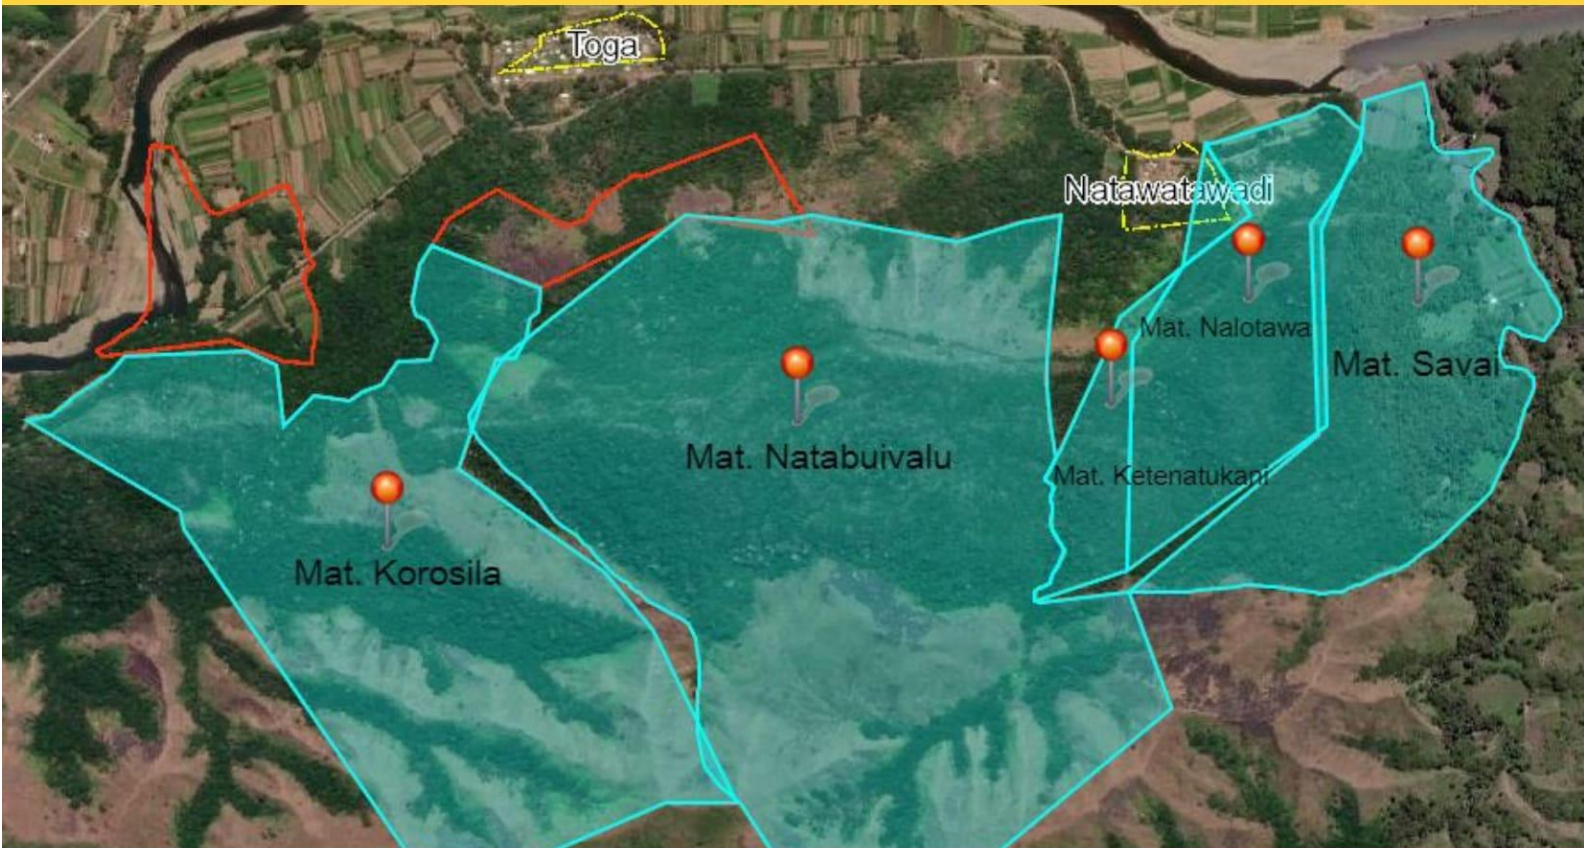 Toga
Natawatawadi
Mat. Nalotawa
Mat. Savai
Mat. Natabuivalu
Mat. Ketenatukani
Mat. Korosila